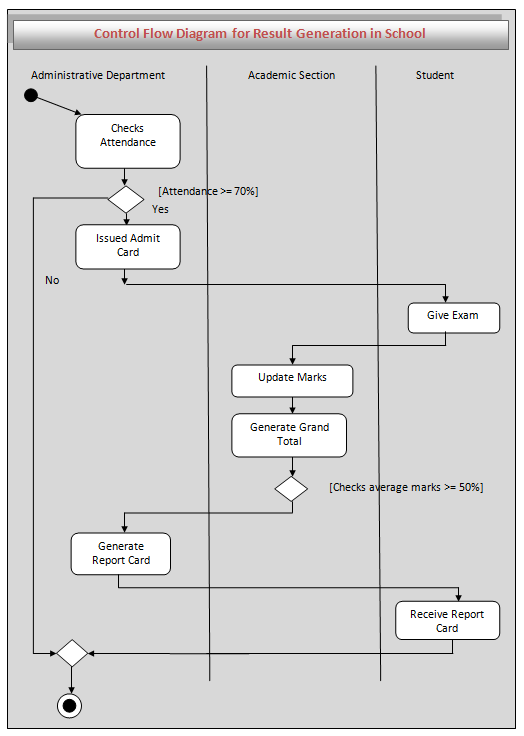 Control Flow Diagram for Result Generation in School
Administrative Department
Academic Section
Student
Checks
Attendance
[Attendance >= 70%]
Yes
Issued Admit
Card
No
Give Exam
Update Marks
Generate Grand
Total
[Checks average marks >= 50%]
Generate
Report Card
Receive Report
Card